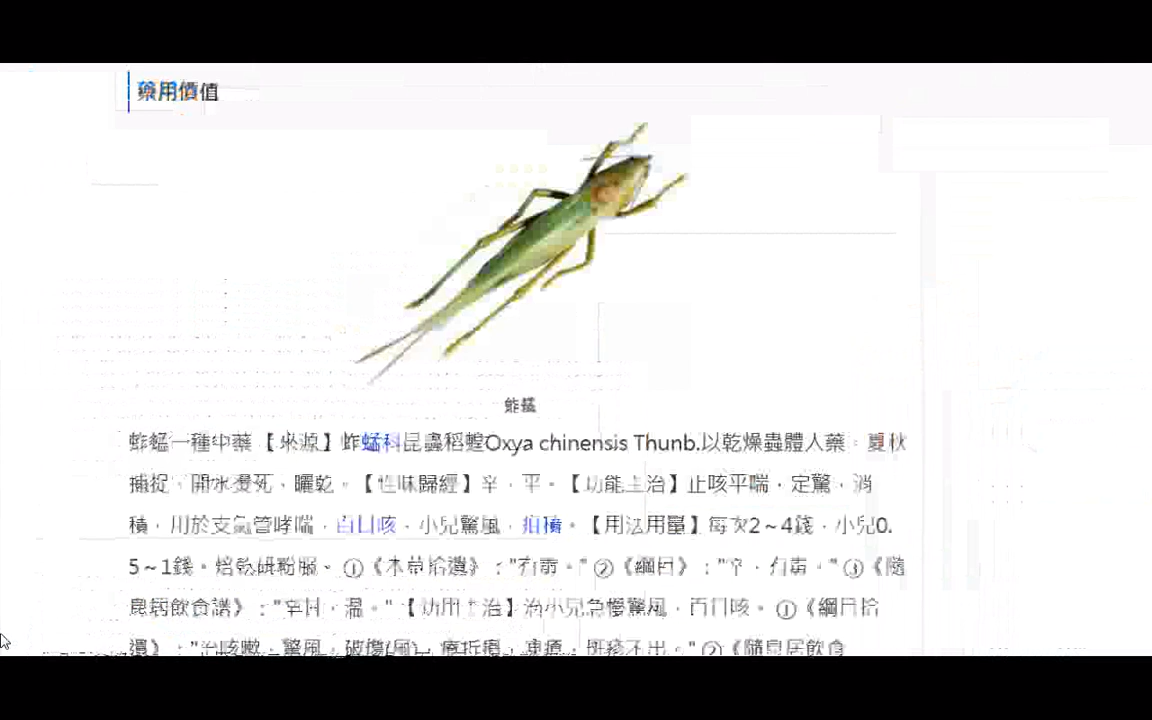 藥用價值
蚱蜢
蚱蜢一種中藥【來源】蚱蜢科昆蟲稻蝗Oxya chinensis Thunb.以乾燥蟲體入藥。夏秋
捕捉，開水燙死，曬乾。【性味歸經】辛，平。【功能主治】止咳平喘，定驚，消
積，用於支氣管哮喘，百日咳，小兒驚風，疳積。【用法用量】每次2~4錢，小兒0.
5~1錢。焙乾研粉服。①《本草拾遺》："有毒。"②《綱目》："辛，有毒。"③《隨
息居飲食譜》："辛甘，溫。"【功用主治】治小兒急慢驚風，百日咳。①《綱目拾
遺》："治咳嗽，驚風，破傷(風)，療折損，凍瘡，斑疹不出。"②《隨息居飲食